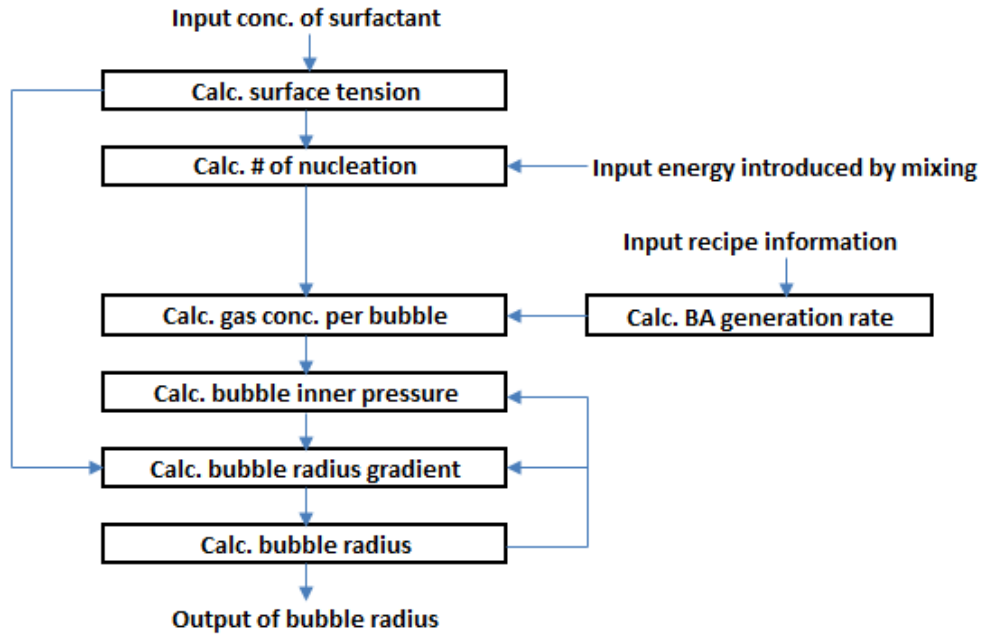 Input conc. of surfactant
Calc. surface tension
Calc. # of nucleation
Input energy introduced by mixing
Input recipe information
Calc. gas conc. per bubble
Calc. BA generation rate
Calc. bubble inner pressure
Calc. bubble radius gradient
Calc. bubble radius
Output of bubble radius